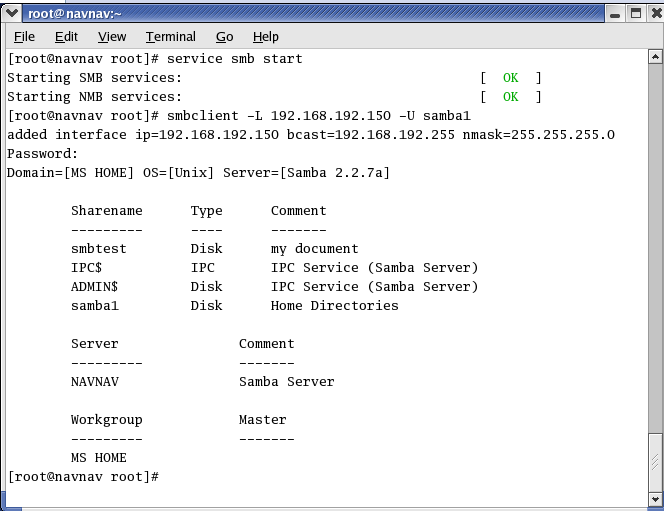 root@navnav:~
File Edit View Terminal Go Help
[root@navnav root]# service smb start
Starting SMB services: [ OK ]
Starting NMB services: [ OK ]
[root@navnav root]# smbclient -L 192.168.192.150 -U samba1
added interface ip=192.168.192.150 bcast=192.168.192.255 nmask=255.255.255.0
Password:
Domain=[MS HOME] OS=[Unix] Server=[Samba 2.2.7a]
Sharename Type Comment
--------- ---- -------
smbtest Disk my document
IPC$ IPC IPC Service (Samba Server)
ADMIN$ Disk IPC Service (Samba Server)
samba1 Disk Home Directories
Server Comment
--------- -------
NAVNAV Samba Server
Workgroup Master
--------- -------
MS HOME
[root@navnav root]#